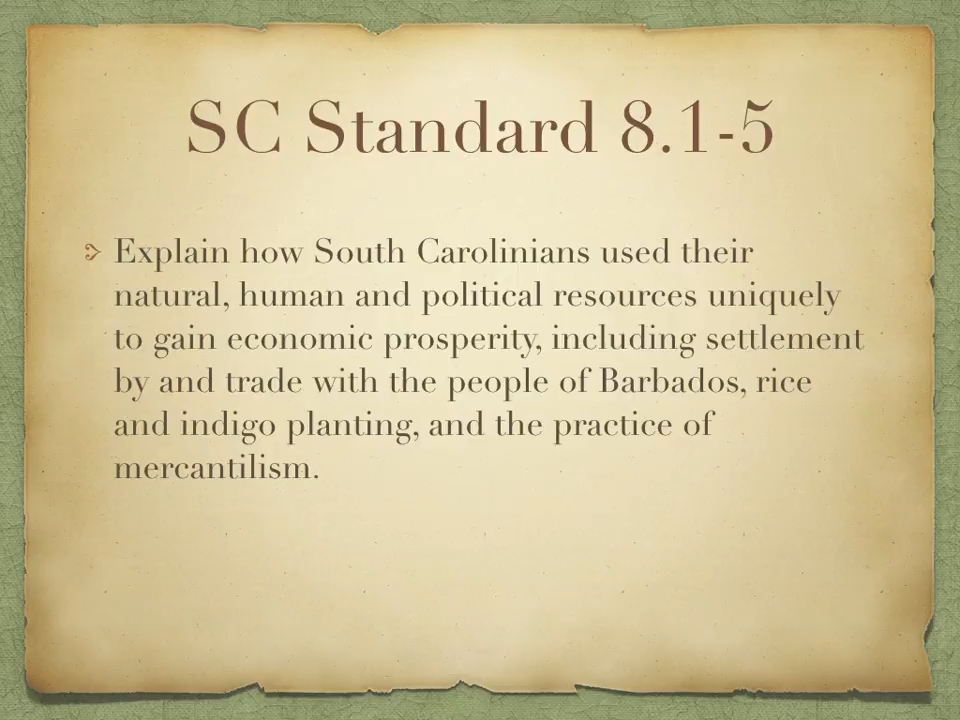 SC Standard 8.1-5
Explain how South Carolinians used their
natural, human and political resources uniquely
to gain economic prosperity, including settlement
by and trade with the people of Barbados, rice
and indigo planting, and the practice of
mercantilism.